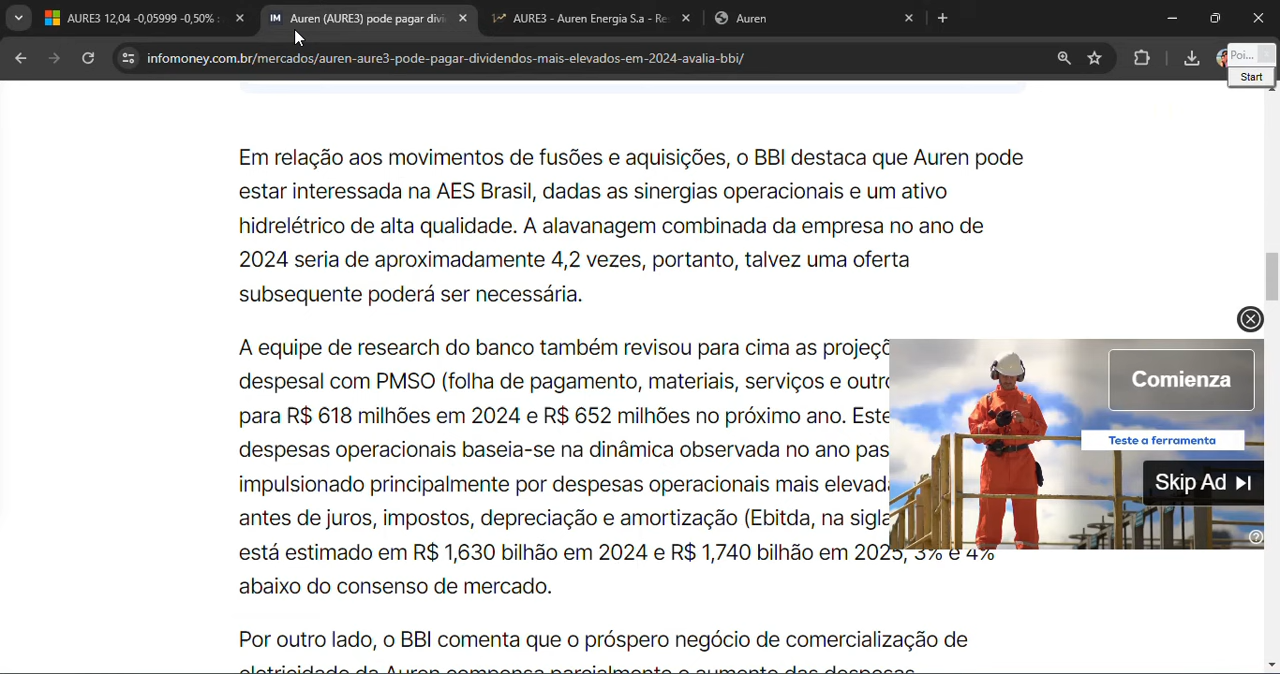 AURE3 12,04 -0,05999 -0,50% :
Auren (AURE3) pode pagar divi
AURE3 - Auren Energia S.a - Re
Auren
infomoney.com.br/mercados/auren-aure3-pode-pagar-dividendos-mais-elevados-em-2024-avalia-bbi/
Poi...
Start
Em relação aos movimentos de fusões e aquisições, o BBI destaca que Auren pode
estar interessada na AES Brasil, dadas as sinergias operacionais e um ativo
hidrelétrico de alta qualidade. A alavanagem combinada da empresa no ano de
2024 seria de aproximadamente 4,2 vezes, portanto, talvez uma oferta
subsequente poderá ser necessária.
A equipe de research do banco também revisou para cima as projeçõ
despesal com PMSO (folha de pagamento, materiais, serviços e outro
para R$ 618 milhões em 2024 e R$ 652 milhões no próximo ano. Este
despesas operacionais baseia-se na dinâmica observada no ano pas
impulsionado principalmente por despesas operacionais mais elevada
antes de juros, impostos, depreciação e amortização (Ebitda, na sigla
está estimado em R$ 1,630 bilhão em 2024 e R$ 1,740 bilhão em 2025, 3% e 4%
abaixo do consenso de mercado.
Comienza
Teste a ferramenta
Skip Ad
Por outro lado, o BBI comenta que o próspero negócio de comercialização de
eletricidade da Auren compensa parcialmente o aumento das despesas